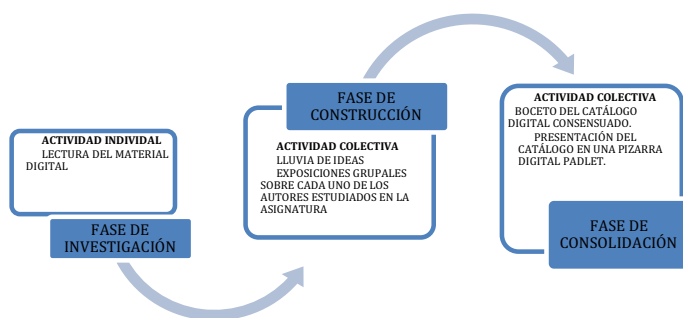 ACTIVIDAD INDIVIDAL
LECTURA DEL MATERIAL
DIGITAL
FASE DE
INVESTIGACIÓN
FASE DE
CONSTRUCCIÓN
ACTIVIDAD COLECTIVA
LLUVIA DE IDEAS
EXPOSICIONES GRUPALES
SOBRE CADA UNO DE LOS
AUTORES ESTUDIADOS EN LA
ASIGNATURA
ACTIVIDAD COLECTIVA
BOCETO DEL CATÁLOGO
DIGITAL CONSENSUADO.
PRESENTACIÓN DEL
CATÁLOGO EN UNA PIZARRA
DIGITAL PADLET.
FASE DE
CONSOLIDACIÓN